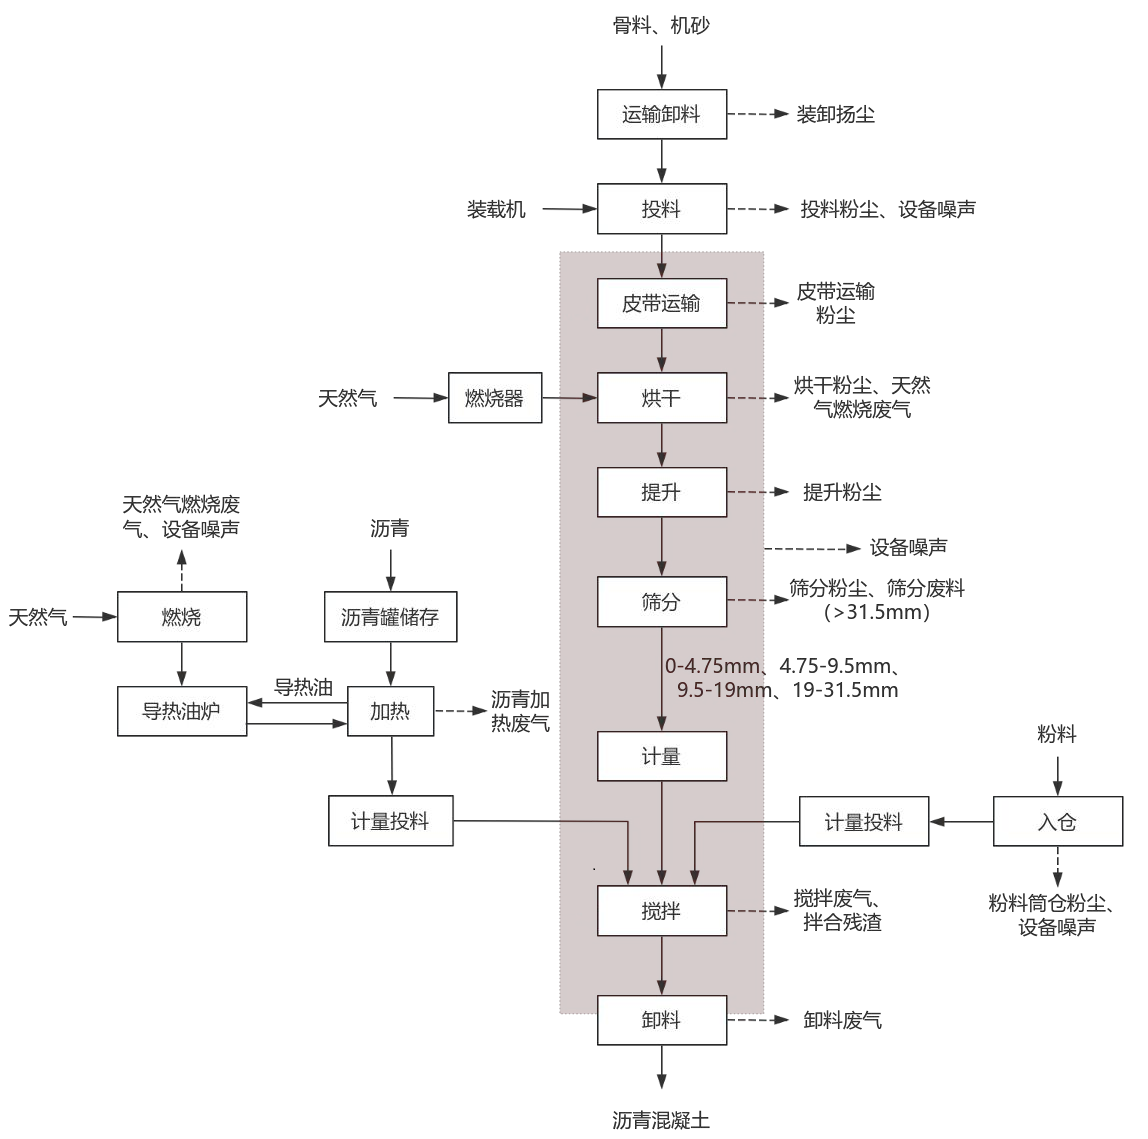 骨料、机砂
运输卸料
装卸扬尘
装载机
投料
投料粉尘、设备噪声
皮带运输
皮带运输
粉尘
天然气
燃烧器
烘干
烘干粉尘、天然
气燃烧废气
提升
提升粉尘
天然气燃烧废
气、设备噪声
沥青
设备噪声
天然气
燃烧
沥青罐储存
筛分
筛分粉尘、筛分废料
（>31.5mm）
0-4.75mm、4.75-9.5mm、
9.5-19mm、19-31.5mm
导热油炉
导热油
加热
沥青加
热废气
计量
粉料
计量投料
计量投料
入仓
搅拌
搅拌废气、
拌合残渣
粉料筒仓粉尘、
设备噪声
卸料
卸料废气
沥青混凝土